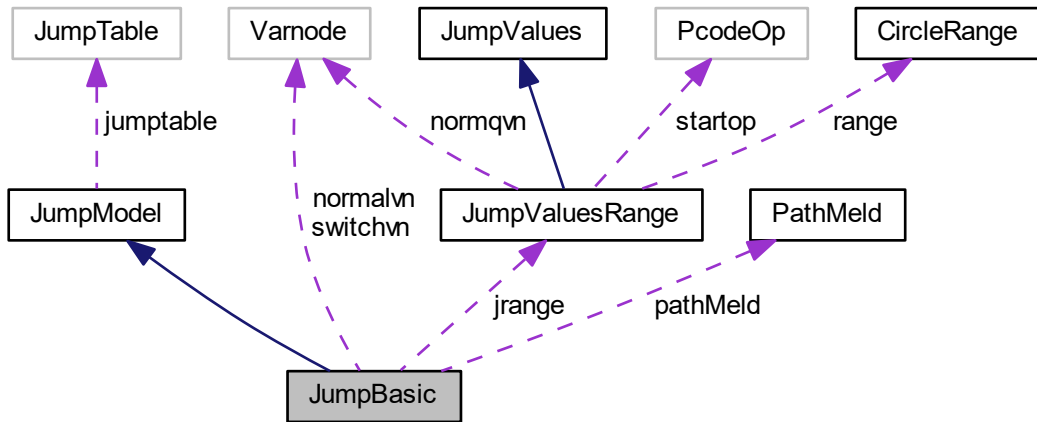 JumpTable
Varnode
JumpValues
PcodeOp
CircleRange
jumptable
normqvn
startop
range
JumpModel
normalvn
switchvn
JumpValuesRange
PathMeld
jrange
pathMeld
JumpBasic